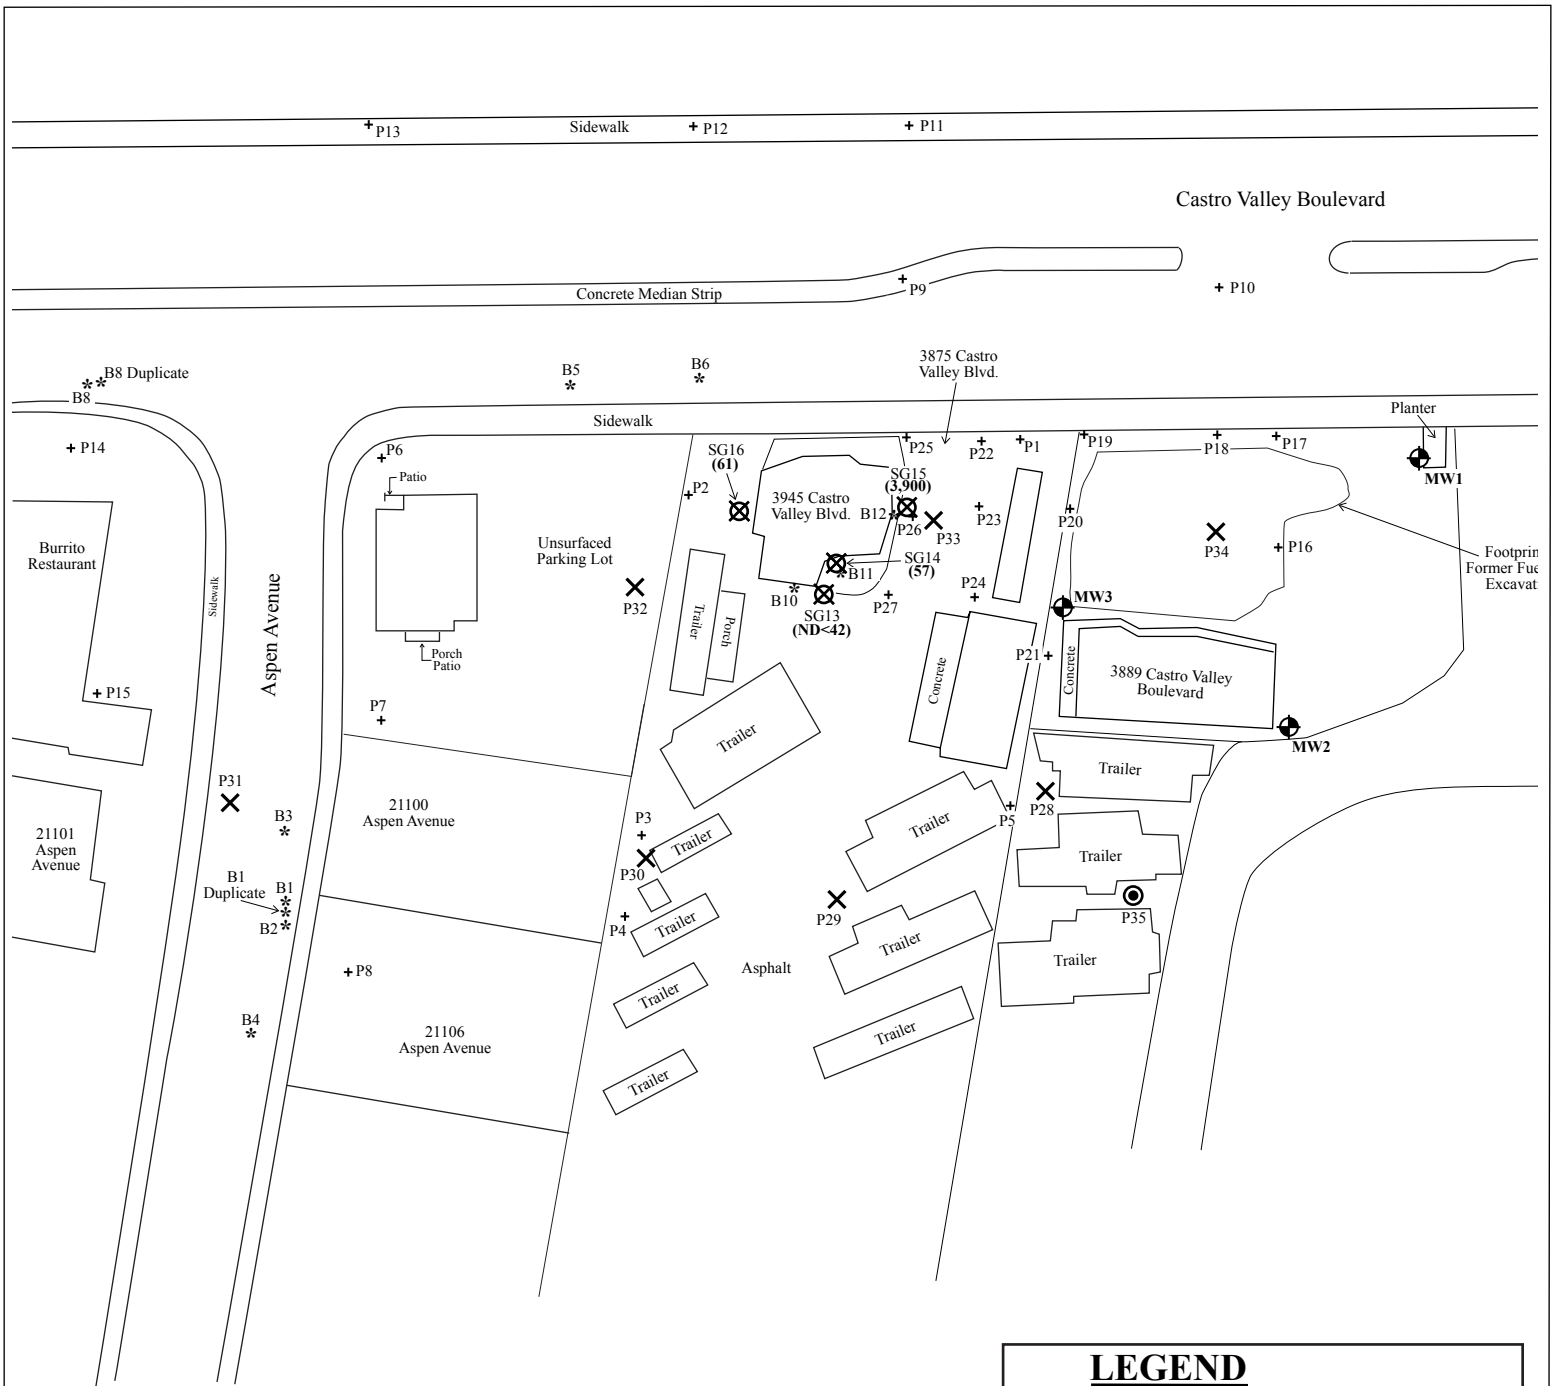 P13
Sidewalk
P12
P11
Castro Valley Boulevard
Concrete Median Strip
P9
P10
B8 Duplicate
B8
B5
B6
3875 Castro
Valley Blvd.
Planter
Sidewalk
P14
P6
Patio
SG16
(61)
P25
P22
P1
P19
P18
P17
MW1
P2
3945 Castro
Valley Blvd.
B12
SG15
(3,900)
P26
P33
P23
P20
P34
P16
Burrito
Restaurant
Sidewalk
Aspen Avenue
Unsurfaced
Parking Lot
P32
Trailer
Porch
B10
B11
SG14
(57)
SG13
(ND<42)
P27
P24
MW3
Footprin
Former Fue
Excavat
Porch
Patio
P15
P7
Concrete
P21
Concrete
3889 Castro Valley
Boulevard
MW2
Trailer
Trailer
P31
B3
21101
Aspen
Avenue
21100
Aspen Avenue
P3
Trailer
P30
Trailer
P5
P28
Trailer
B1
Duplicate
B1
B2
P4
Trailer
P29
Trailer
P35
P8
Asphalt
Trailer
Trailer
B4
21106
Aspen Avenue
Trailer
Trailer
LEGEND